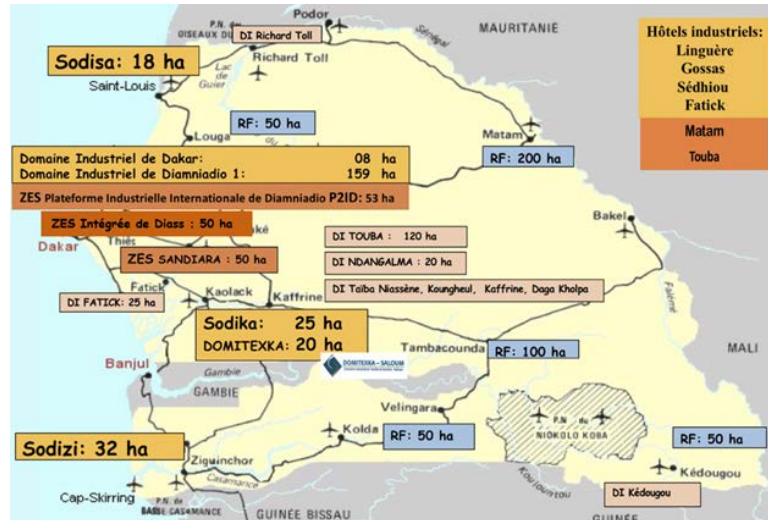 P.N. des
OISEAUX DU
Podor
MAURITANIE
DI Richard Toll
Sénégal
Richard Toll
Hôtels industriels:
Linguère
Gossas
Sédhiou
Fatick
Matam
Touba
Sodisa: 18 ha
Lac
de
Guier
Saint-Louis
RF: 50 ha
Louga
Matam
RF: 200 ha
Domaine Industriel de Dakar: 08 ha
Domaine Industriel de Diamniadio 1: 159 ha
ZES Plateforme Industrielle Internationale de Diamniadio P2ID: 53 ha
Bakel
ZES Intégrée de Diass : 50 ha
Dakar
Thiès
DI TOUBA : 120 ha
ZES SANDIARA : 50 ha
DI NDANGALMA : 20 ha
Fatick
Kaolack
DI Taïba Niassène, Koungheul, Kaffrine, Daga Kholpa
DI FATICK: 25 ha
Kaffrine
Falémé
Sodika: 25 ha
DOMITEXKA: 20 ha
Tambacounda
RF: 100 ha
MALI
DOMITEXKA - SALOUM
Banjul
Gambie
GAMBIE
Velingara
P.N. du
NIOKOLO KOBA
Kolda
RF: 50 ha
RF: 50 ha
Sodizi: 32 ha
Ziguinchor
Casamance
Kédougou
Koulountou
Cap-Skirring
DI Kédougou
P.N. de
BASSE CASAMANCE
GUINÉE BISSAU
GUINÉE